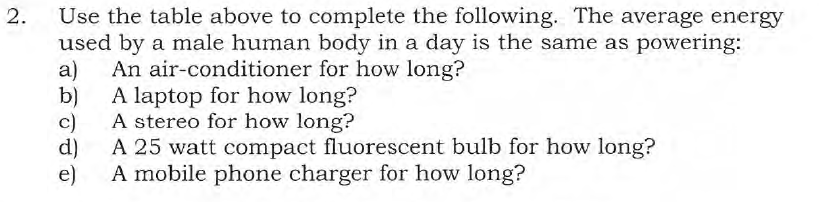 2. Use the table above to complete the following. The average energy
used by a male human body in a day is the same as powering:
a) An air-conditioner for how long?
b) A laptop for how long?
c) A stereo for how long?
d) A 25 watt compact fluorescent bulb for how long?
e) A mobile phone charger for how long?